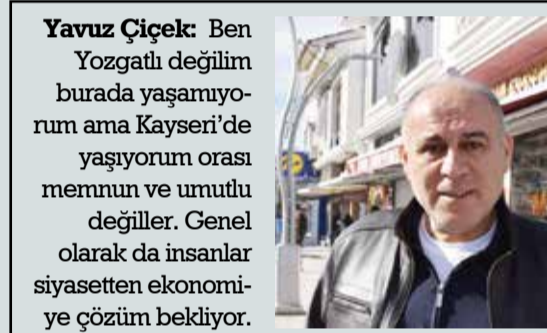 Yavuz Çiçek: Ben
Yozgatlı değilim
burada yaşamıyo-
rum ama Kayseri’de
yaşıyorum orası
memnun ve umutlu
değiller. Genel
olarak da insanlar
siyasetten ekonomi-
ye çözüm bekliyor.